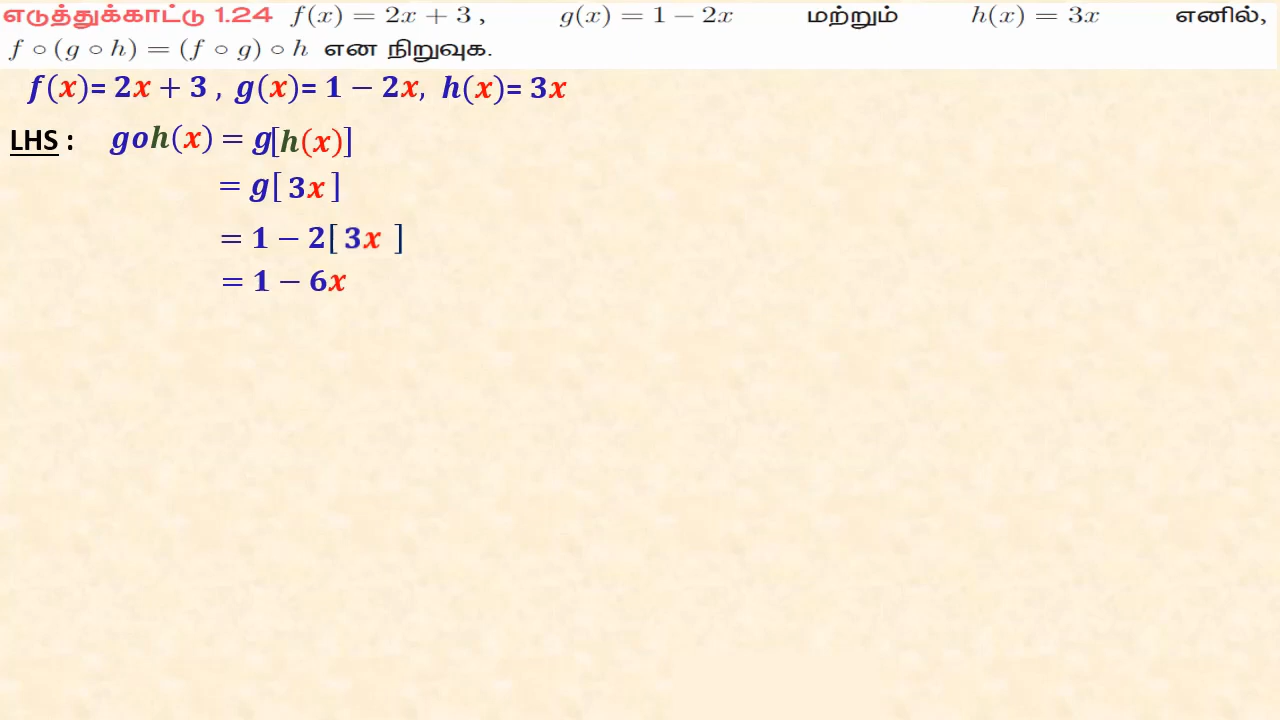 எடுத்துக்காட்டு 1.24 f(x) = 2x + 3 , g(x) = 1 − 2x மற்றும் h(x) = 3x எனில்,
f ∘ (g ∘ h) = (f ∘ g) ∘ h என நிறுவுக.
f(x)= 2x + 3 , g(x)= 1 − 2x, h(x)= 3x
LHS : goh(x) = g[h(x)]
= g[ 3x ]
= 1 − 2[ 3x ]
= 1 − 6x